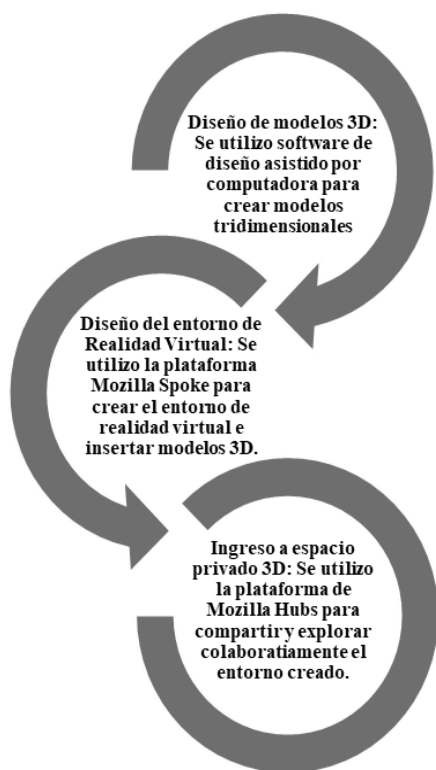 Diseño de modelos 3D:
Se utilizo software de
diseño asistido por
computadora para
crear modelos
tridimensionales
Diseño del entorno de
Realidad Virtual: Se
utilizo la plataforma
Mozilla Spoke para
crear el entorno de
realidad virtual e
insertar modelos 3D.
Ingreso a espacio
privado 3D: Se utilizo
la plataforma de
Mozilla Hubs para
compartir y explorar
colaboratiamente el
entorno creado.